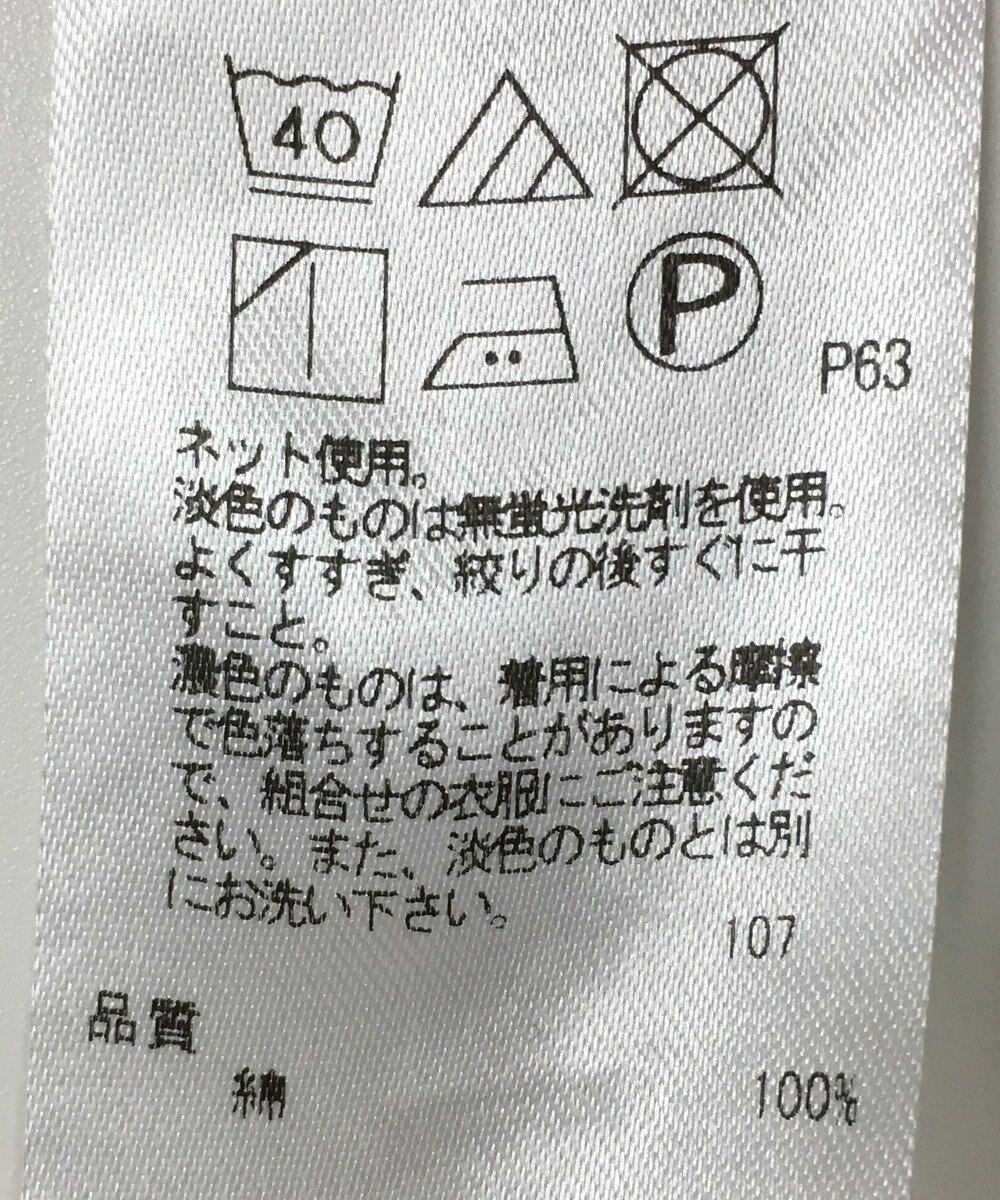 40
P
P63
ネット使用。
淡色のものは無蛍光洗剤を使用。
よくすすぎ、絞りの後すぐに干
すこと。
濃色のものは、着用による摩擦
で色落ちすることがありますの
で、組合せの衣服にご注意くだ
さい。また、淡色のものとは別
にお洗い下さい。
107
品質
綿 100%